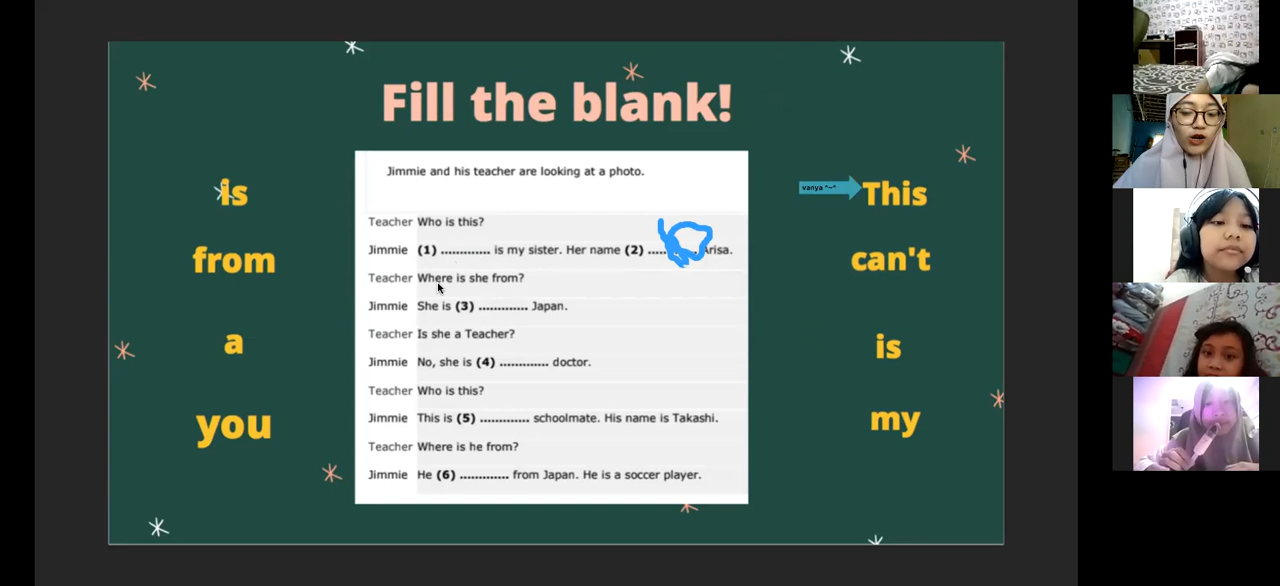 Fill the blank!
Jimmie and his teacher are looking at a photo.
Teacher Who is this?
Jimmie (1) ............. is my sister. Her name (2) ............. Arisa.
Teacher Where is she from?
Jimmie She is (3) ............. Japan.
Teacher Is she a Teacher?
Jimmie No, she is (4) ............. doctor.
Teacher Who is this?
Jimmie This is (5) ............. schoolmate. His name is Takashi.
Teacher Where is he from?
Jimmie He (6) ............. from Japan. He is a soccer player.
is
from
a
you
vanya ^~^
This
can't
is
my